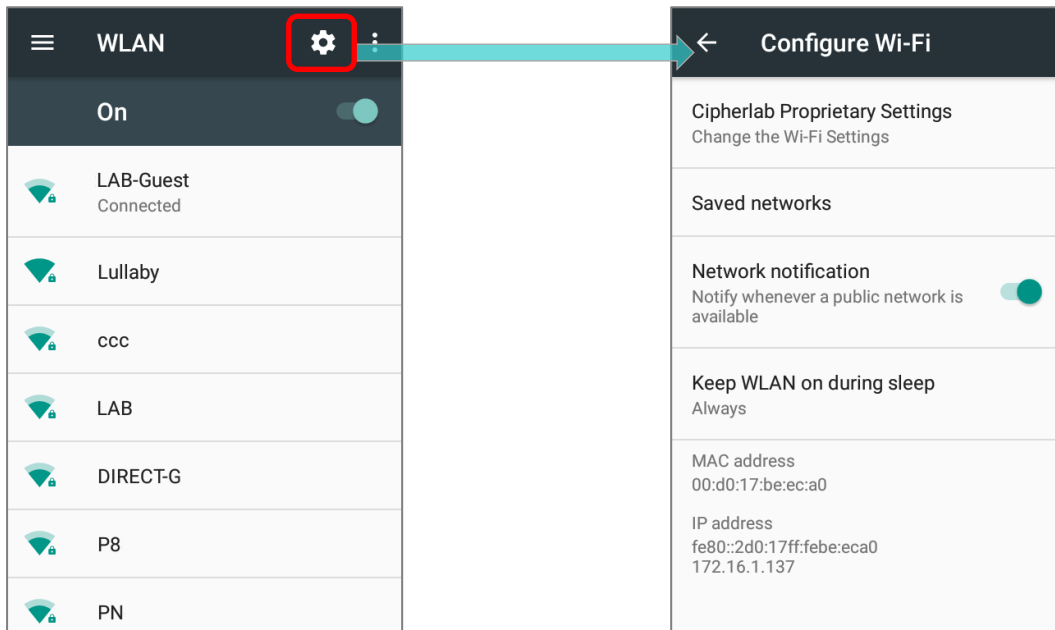 WLAN
On
LAB-Guest
Connected
Lullaby
ccc
LAB
DIRECT-G
P8
PN
Configure Wi-Fi
Cipherlab Proprietary Settings
Change the Wi-Fi Settings
Saved networks
Network notification
Notify whenever a public network is
available
Keep WLAN on during sleep
Always
MAC address
00:d0:17:be:ec:a0
IP address
fe80::2d0:17ff:febe:eca0
172.16.1.137